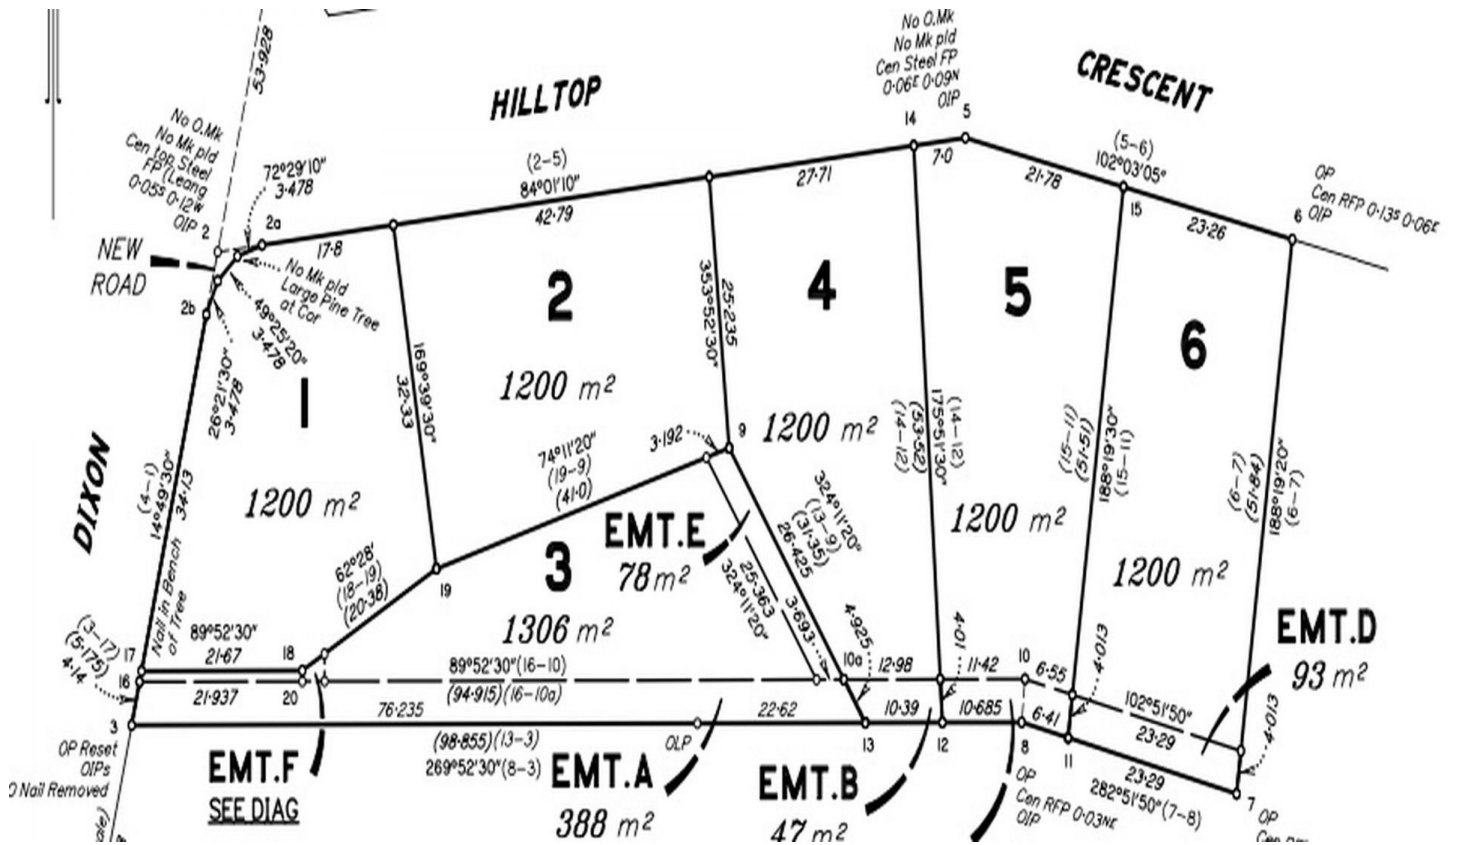 53·928
HILLTOP
CRESCENT
No O.Mk
No Mk pld
Cen Steel FP
0·06E 0·09N
OIP
14
5
No O.Mk
No Mk pld
Cen top Steel
FP (Leang
0·05S 0·12W
OIP
2
72°29'10"
3·478
2a
(2-5)
84°01'10"
42·79
17·8
27·71
7·0
(5-6)
102°03'05"
21·78
15
23·26
6
OP
Cen RFP 0·13S 0·06E
OIP
NEW
ROAD
No Mk pld
Large Pine Tree
at Cor
2b
49°25'20"
3·478
26°21'30"
3·478
1
1200 m²
2
1200 m²
4
1200 m²
5
1200 m²
6
1200 m²
169°39'30"
32·33
353°52'30"
25·235
9
3·192
175°51'30"
(14-12)
(53·52)
(14-12)
(15-11)
(51·51)
188°19'30"
(15-11)
(6-7)
(51·84)
188°19'20"
(6-7)
DIXON
(4-1)
14°49'30"
34·13
Nail in Bench
of Tree
74°11'20"
(19-9)
(41·0)
62°28'
(18-19)
(20·38)
19
3
1306 m²
EMT.E
78 m²
324°11'20"
(13-9)
(31·35)
26·425
25·363
324°11'20"
3·693
4·925
4·01
4·013
EMT.D
93 m²
4·013
(3-17)
(5·175)
4·14
17
16
89°52'30"
21·67
18
21·937
20
89°52'30"(16-10)
(94·915)(16-10a)
10a
12·98
11·42
10
6·55
102°51'50"
23·29
3
76·235
22·62
10·39
10·685
6·41
(98·855)(13-3)
269°52'30"(8-3)
OLP
13
12
8
11
23·29
282°51'50"(7-8)
7
OP
OP Reset
OIPs
O Nail Removed
EMT.F
SEE DIAG
EMT.A
388 m²
EMT.B
47 m²
OP
Cen RFP 0·03NE
OIP